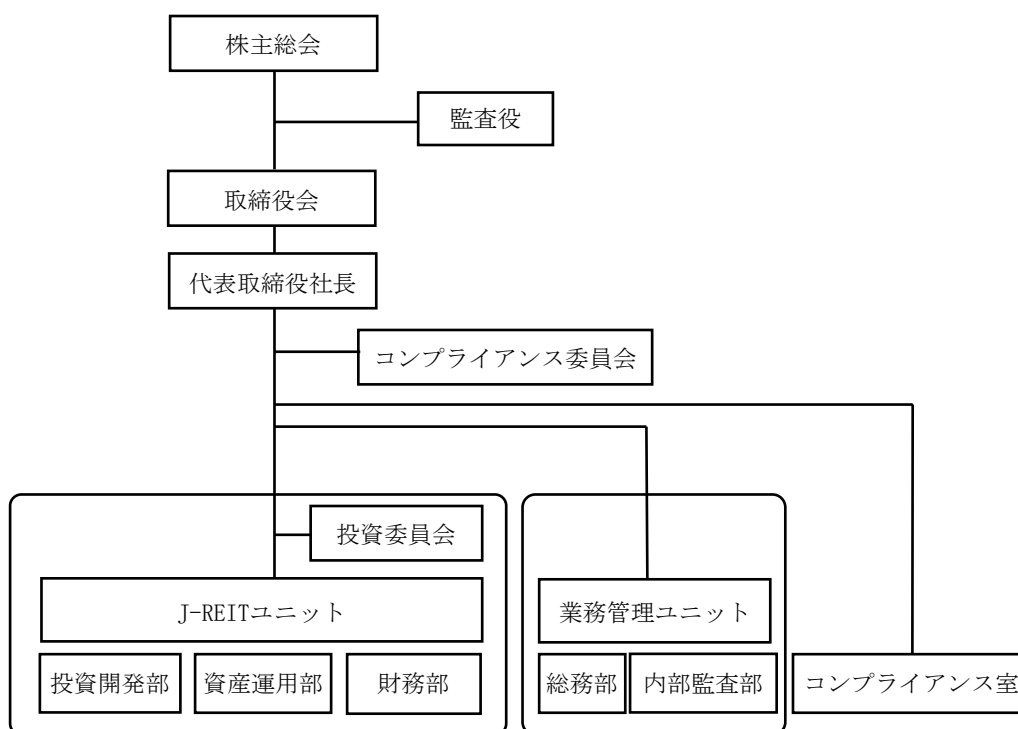 株主総会
監査役
取締役会
代表取締役社長
コンプライアンス委員会
投資委員会
J-REITユニット
業務管理ユニット
投資開発部
資産運用部
財務部
総務部
内部監査部
コンプライアンス室